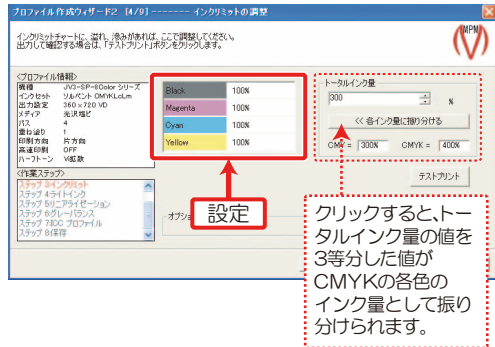 プロファイル作成ウィザード2 [4/9] ------- インクリミットの調整
インクリミットチャートに、溢れ、滲みがあれば、ここで調整してください。
出力して確認する場合は、「テストプリント」ボタンをクリックします。
MPM
<プロファイル情報>
機種 JV3-SP-8Color シリーズ
インクセット ソルベント CMYKLcLm
出力設定 360×720 VD
メディア 光沢塩ビ
パス 4
重ね塗り 1
印刷方向 片方向
高速印刷 OFF
ハーフトーン V拡散
<作業ステップ>
ステップ 3:インクリミット
ステップ 4:ライトインク
ステップ 5:リニアライゼーション
ステップ 6:グレーバランス
ステップ 7:ICC プロファイル
ステップ 8:保存
Black 100%
Magenta 100%
Cyan 100%
Yellow 100%
設定
オプショ
トータルインク量
300 %
<< 各インク量に振り分ける
CMY = 300% CMYK = 400%
テストプリント
クリックすると、トー
タルインク量の値を
3等分した値が
CMYKの各色の
インク量として振り
分けられます。